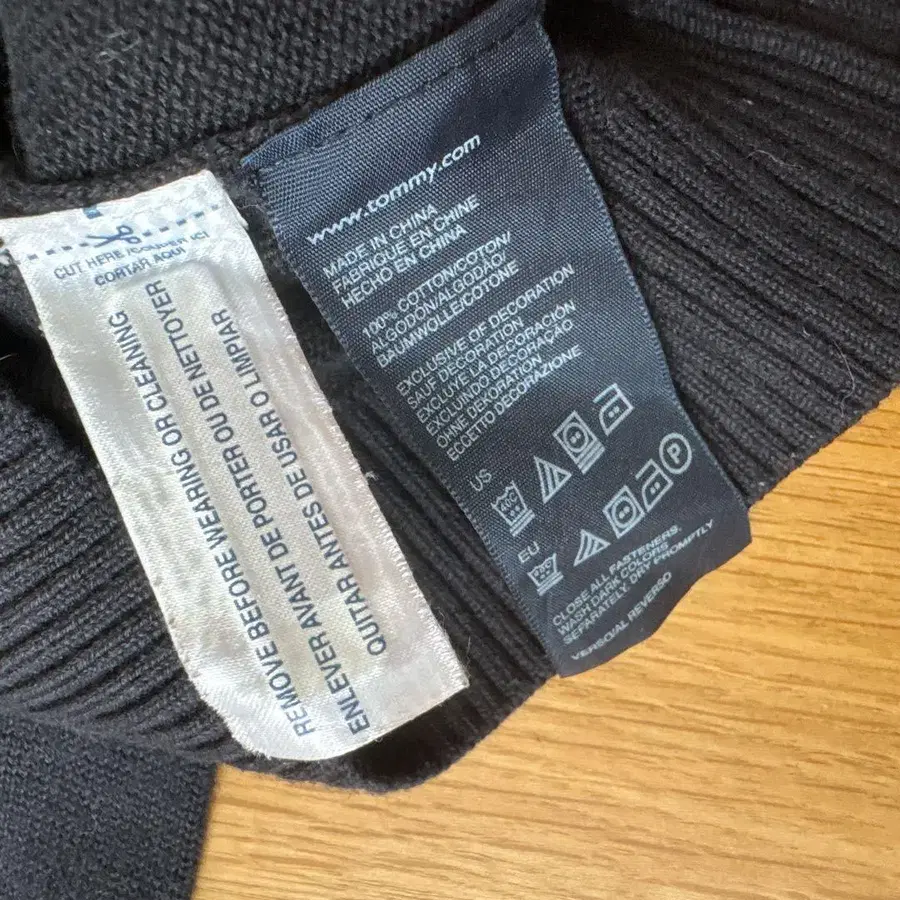 CUT HERE /COUPER ICI
CORTAR AQUI
REMOVE BEFORE WEARING OR CLEANING
ENLEVER AVANT DE PORTER OU DE NETTOYER
QUITAR ANTES DE USAR O LIMPIAR
www.tommy.com
MADE IN CHINA
FABRIQUE EN CHINE
HECHO EN CHINA
100% COTTON/COTON/
ALGODON/ALGODÃO/
BAUMWOLLE/COTONE
EXCLUSIVE OF DECORATION
SAUF DECORATION
EXCLUYE LA DECORACIÓN
EXCLUINDO DECORAÇÃO
OHNE DEKORATION
ECCETTO DECORAZIONE
US
EU
P
CLOSE ALL FASTENERS.
WASH DARK COLORS
SEPARATELY. DRY PROMPTLY
VERSO/AL REVERSO